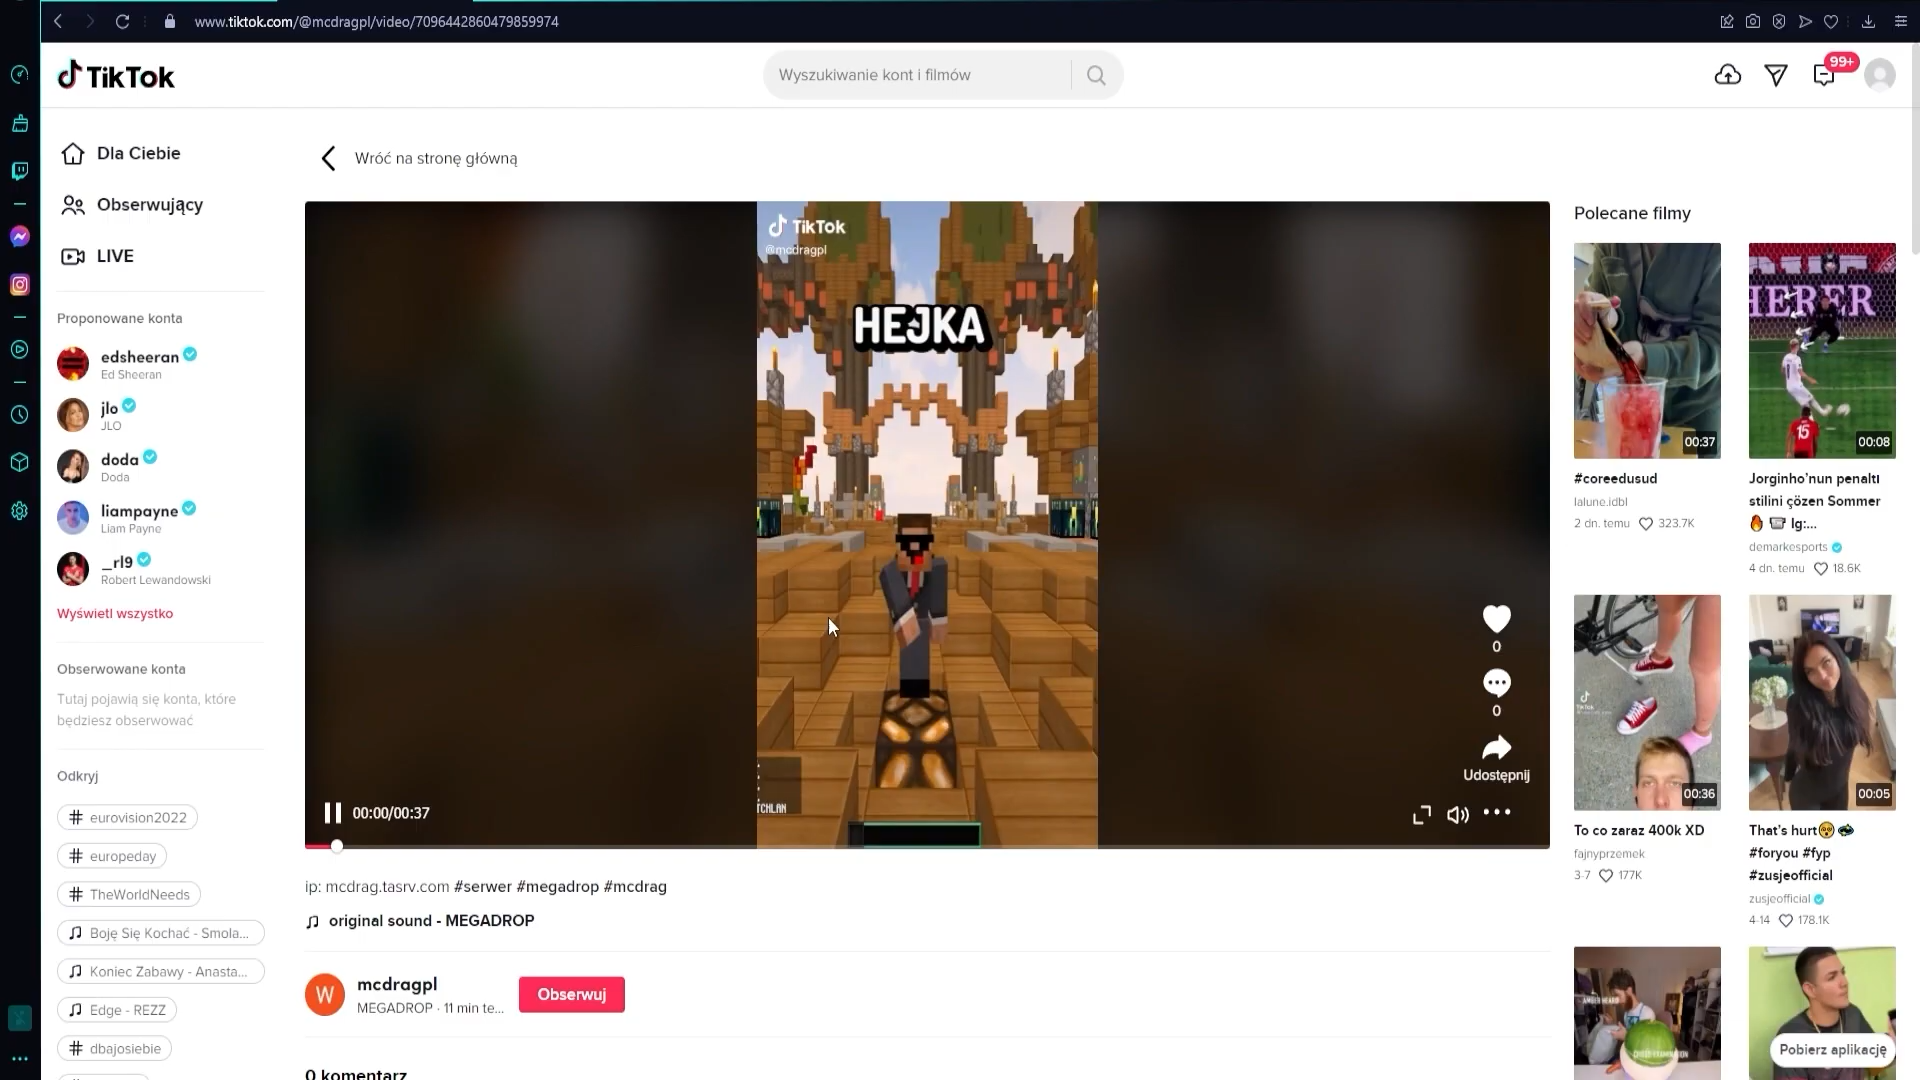 www.tiktok.com/@mcdragpl/video/7096442860479859974
TikTok
Wyszukiwanie kont i filmów
99+
Dla Ciebie
Obserwujący
LIVE
Proponowane konta
edsheeran
Ed Sheeran
jlo
JLO
doda
Doda
liampayne
Liam Payne
_rl9
Robert Lewandowski
Wyświetl wszystko
Obserwowane konta
Tutaj pojawią się konta, które
będziesz obserwować
Odkryj
# eurovision2022
# europeday
# TheWorldNeeds
Boję Się Kochać - Smola...
Koniec Zabawy - Anasta...
Edge - REZZ
# dbajosiebie
Wróć na stronę główną
TikTok
@mcdragpl
HEJKA
TCHLAN
0
0
Udostępnij
00:00/00:37
ip: mcdrag.tasrv.com #serwer #megadrop #mcdrag
original sound - MEGADROP
W
mcdragpl
MEGADROP · 11 min te...
Obserwuj
0 komentarz
Polecane filmy
00:37
#coreedusud
lalune.idbl
2 dn. temu 323.7K
HERER
15
00:08
Jorginho'nun penaltı
stilini çözen Sommer
Ig:...
demarkesports
4 dn. temu 18.6K
TikTok
00:36
To co zaraz 400k XD
fajnyprzemek
3-7 177K
00:05
That's hurt
#foryou #fyp
#zusjeofficial
zusjeofficial
4-14 178.1K
AMBER HEARD
Pobierz aplikację